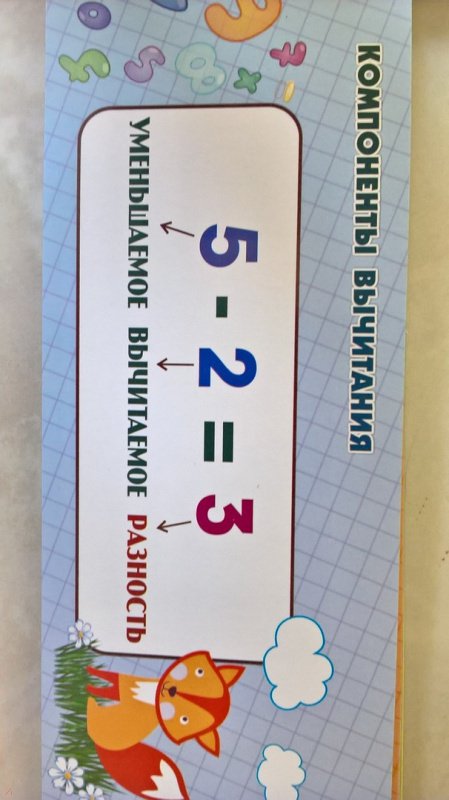 КОМПОНЕНТЫ ВЫЧИТАНИЯ
5 - 2 = 3
УМЕНЬШАЕМОЕ ВЫЧИТАЕМОЕ РАЗНОСТЬ